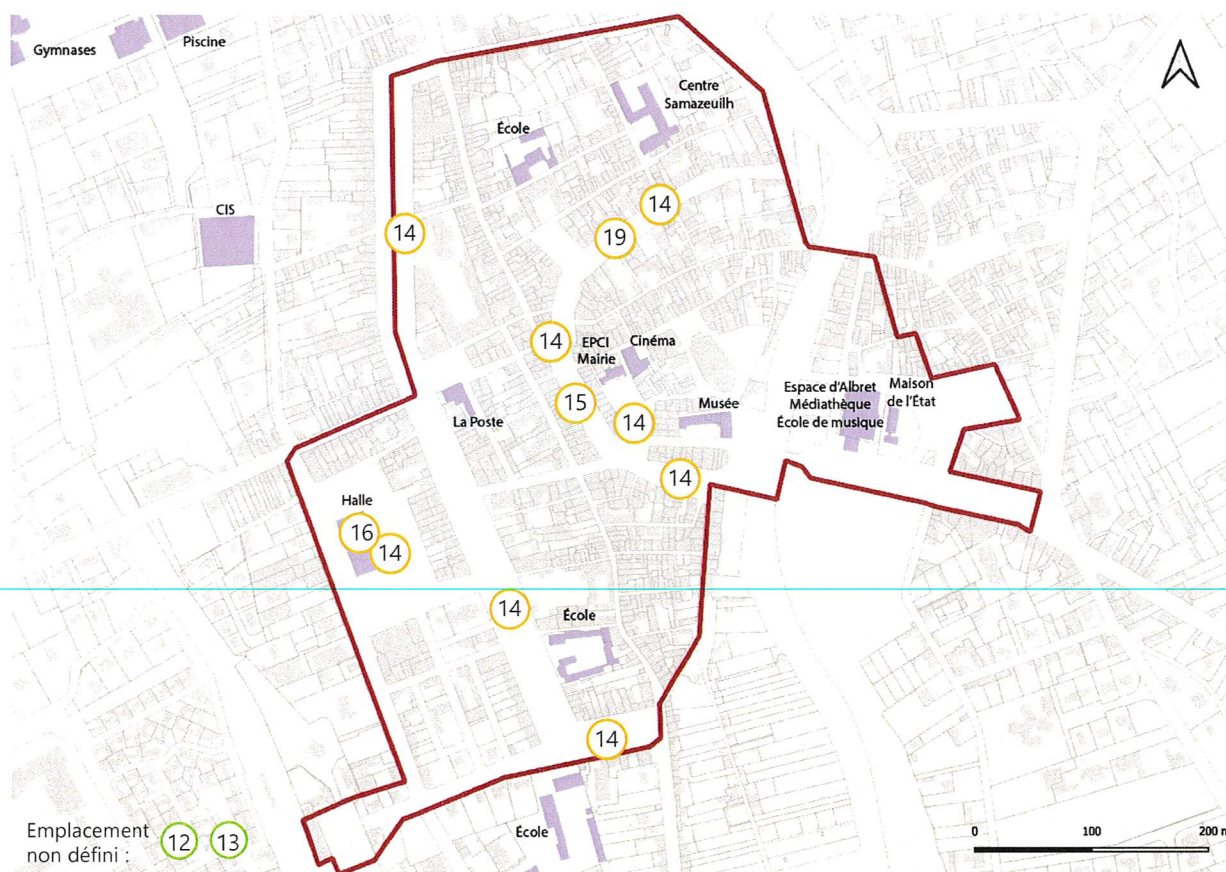 Gymnases
Piscine
Centre
Samazeuilh
École
CIS
14
14
19
14
EPCI
Mairie
Cinéma
Espace d'Albret
Médiathèque
École de musique
Maison
de l'État
La Poste
15
14
Musée
14
Halle
16
14
14
École
14
École
Emplacement
non défini :
12
13
0
100
200 m